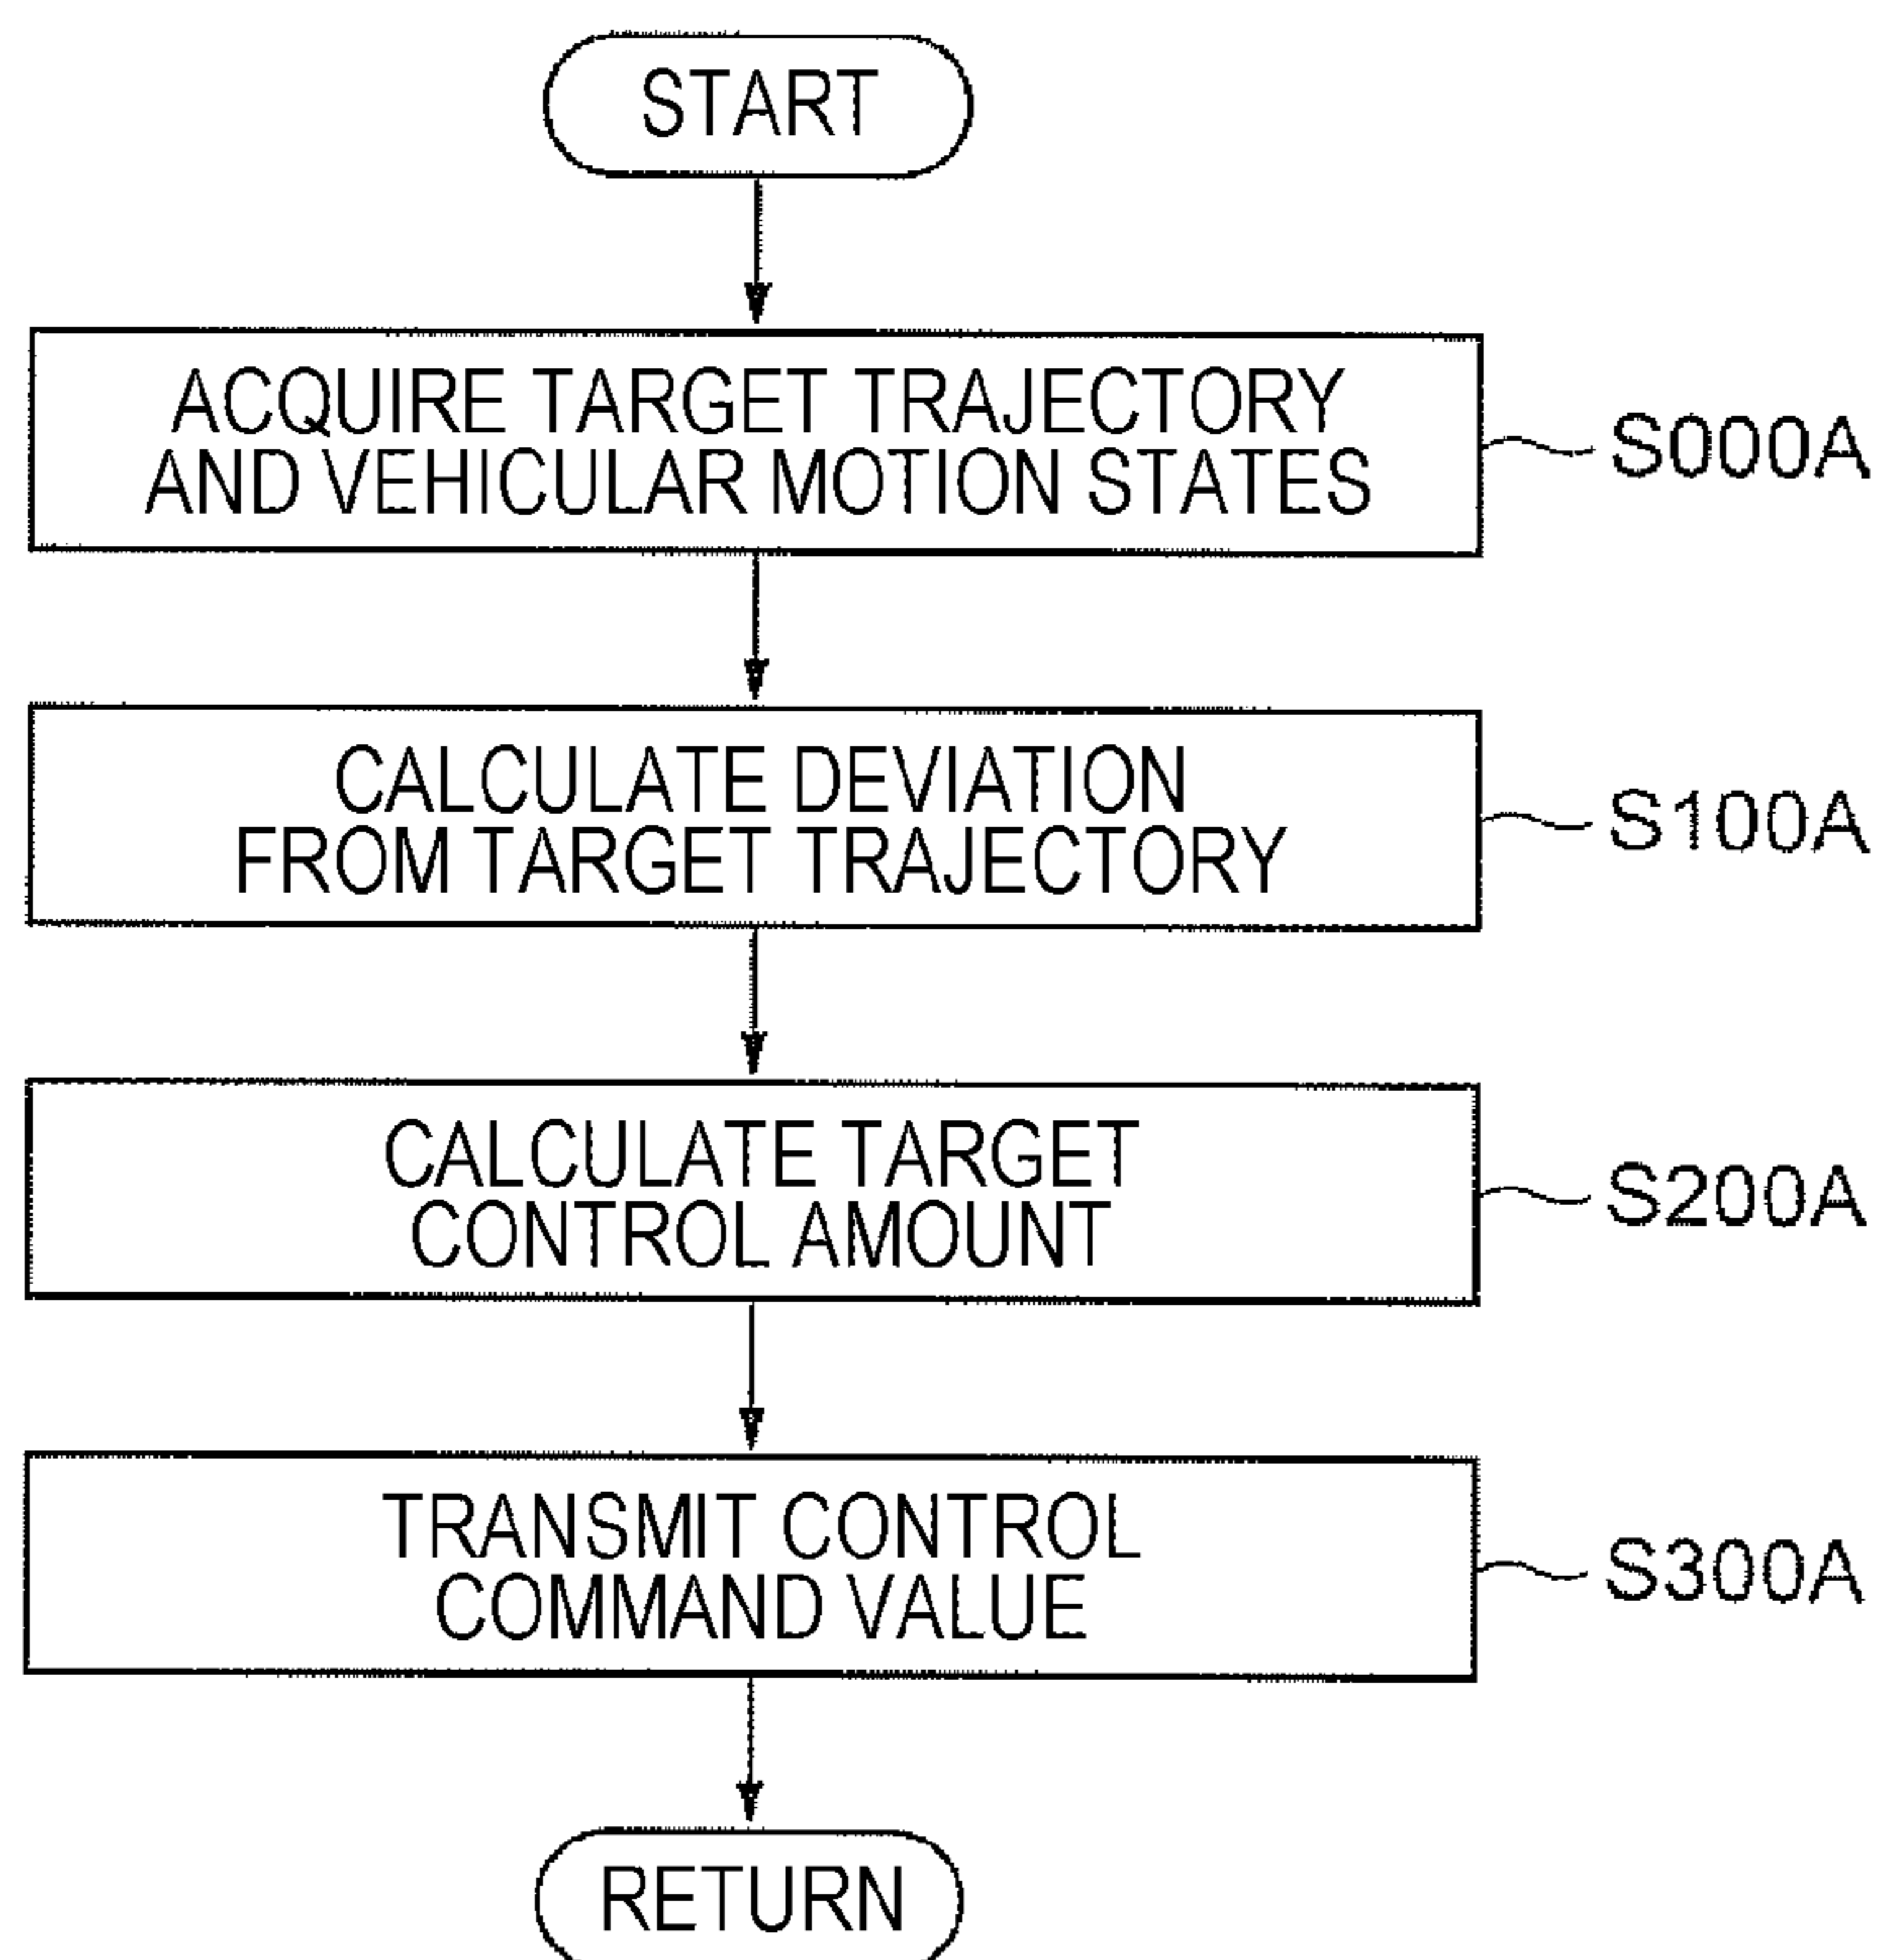 START
ACQUIRE TARGET TRAJECTORY
AND VEHICULAR MOTION STATES
S000A
CALCULATE DEVIATION
FROM TARGET TRAJECTORY
S100A
CALCULATE TARGET
CONTROL AMOUNT
S200A
TRANSMIT CONTROL
COMMAND VALUE
S300A
RETURN